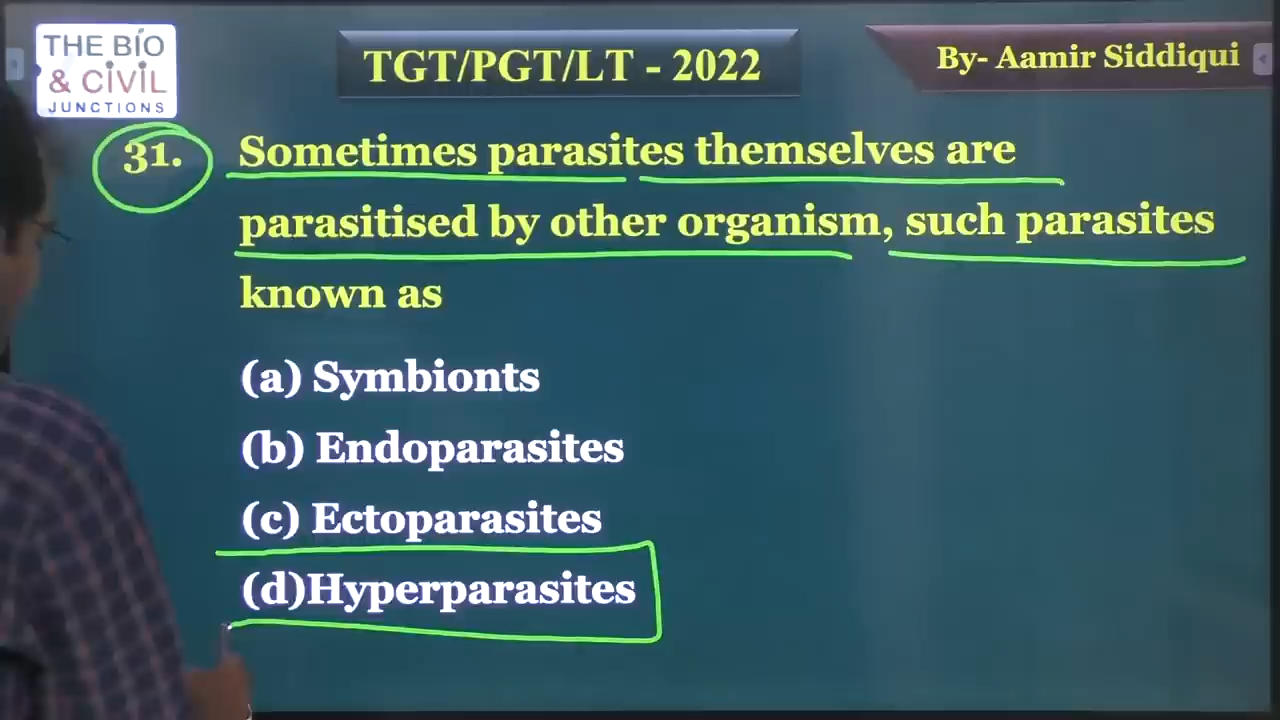 THE BIO
& CIVIL
JUNCTIONS
TGT/PGT/LT - 2022
By- Aamir Siddiqui
31. Sometimes parasites themselves are
parasitised by other organism, such parasites
known as
(a) Symbionts
(b) Endoparasites
(c) Ectoparasites
(d)Hyperparasites